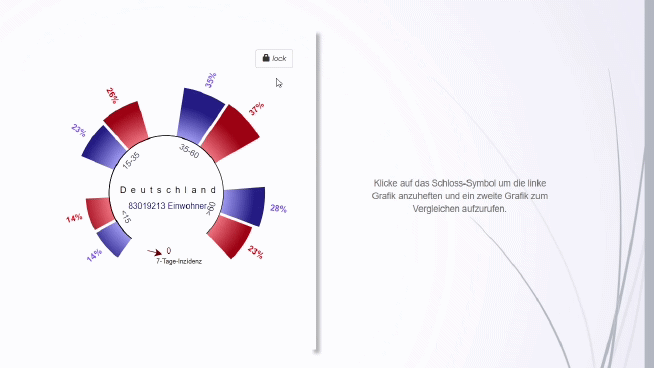 lock
35%
26%
37%
23%
15-35
35-60
Deutschland
83019213 Einwohner
>60
<15
14%
28%
14%
23%
0
7-Tage-Inzidenz
Klicke auf das Schloss-Symbol um die linke
Grafik anzuheften und ein zweite Grafik zum
Vergleichen aufzurufen.